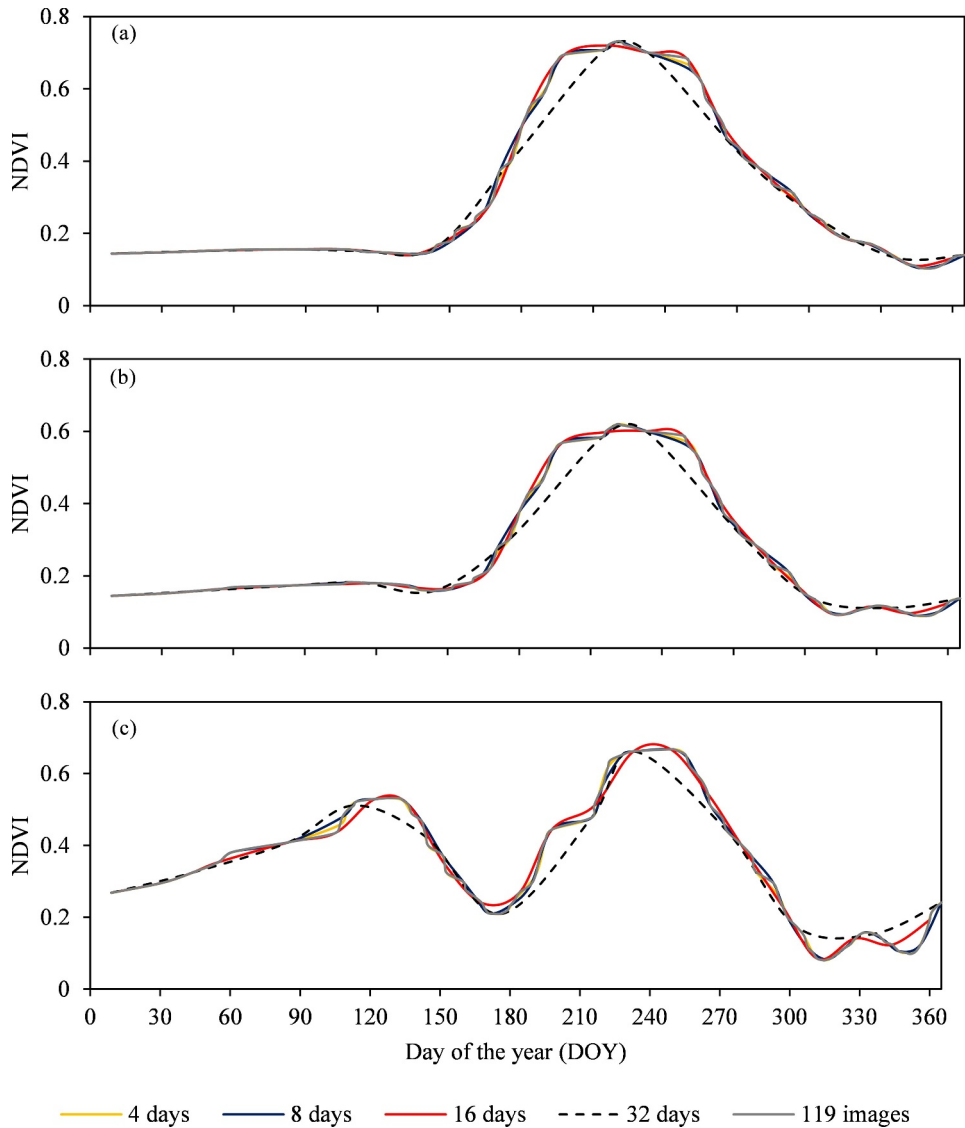 (a)
0.8
0.6
0.4
0.2
0
NDVI
(b)
0.8
0.6
0.4
0.2
0
NDVI
(c)
0.8
0.6
0.4
0.2
0
NDVI
0 30 60 90 120 150 180 210 240 270 300 330 360
Day of the year (DOY)
4 days 8 days 16 days 32 days 119 images